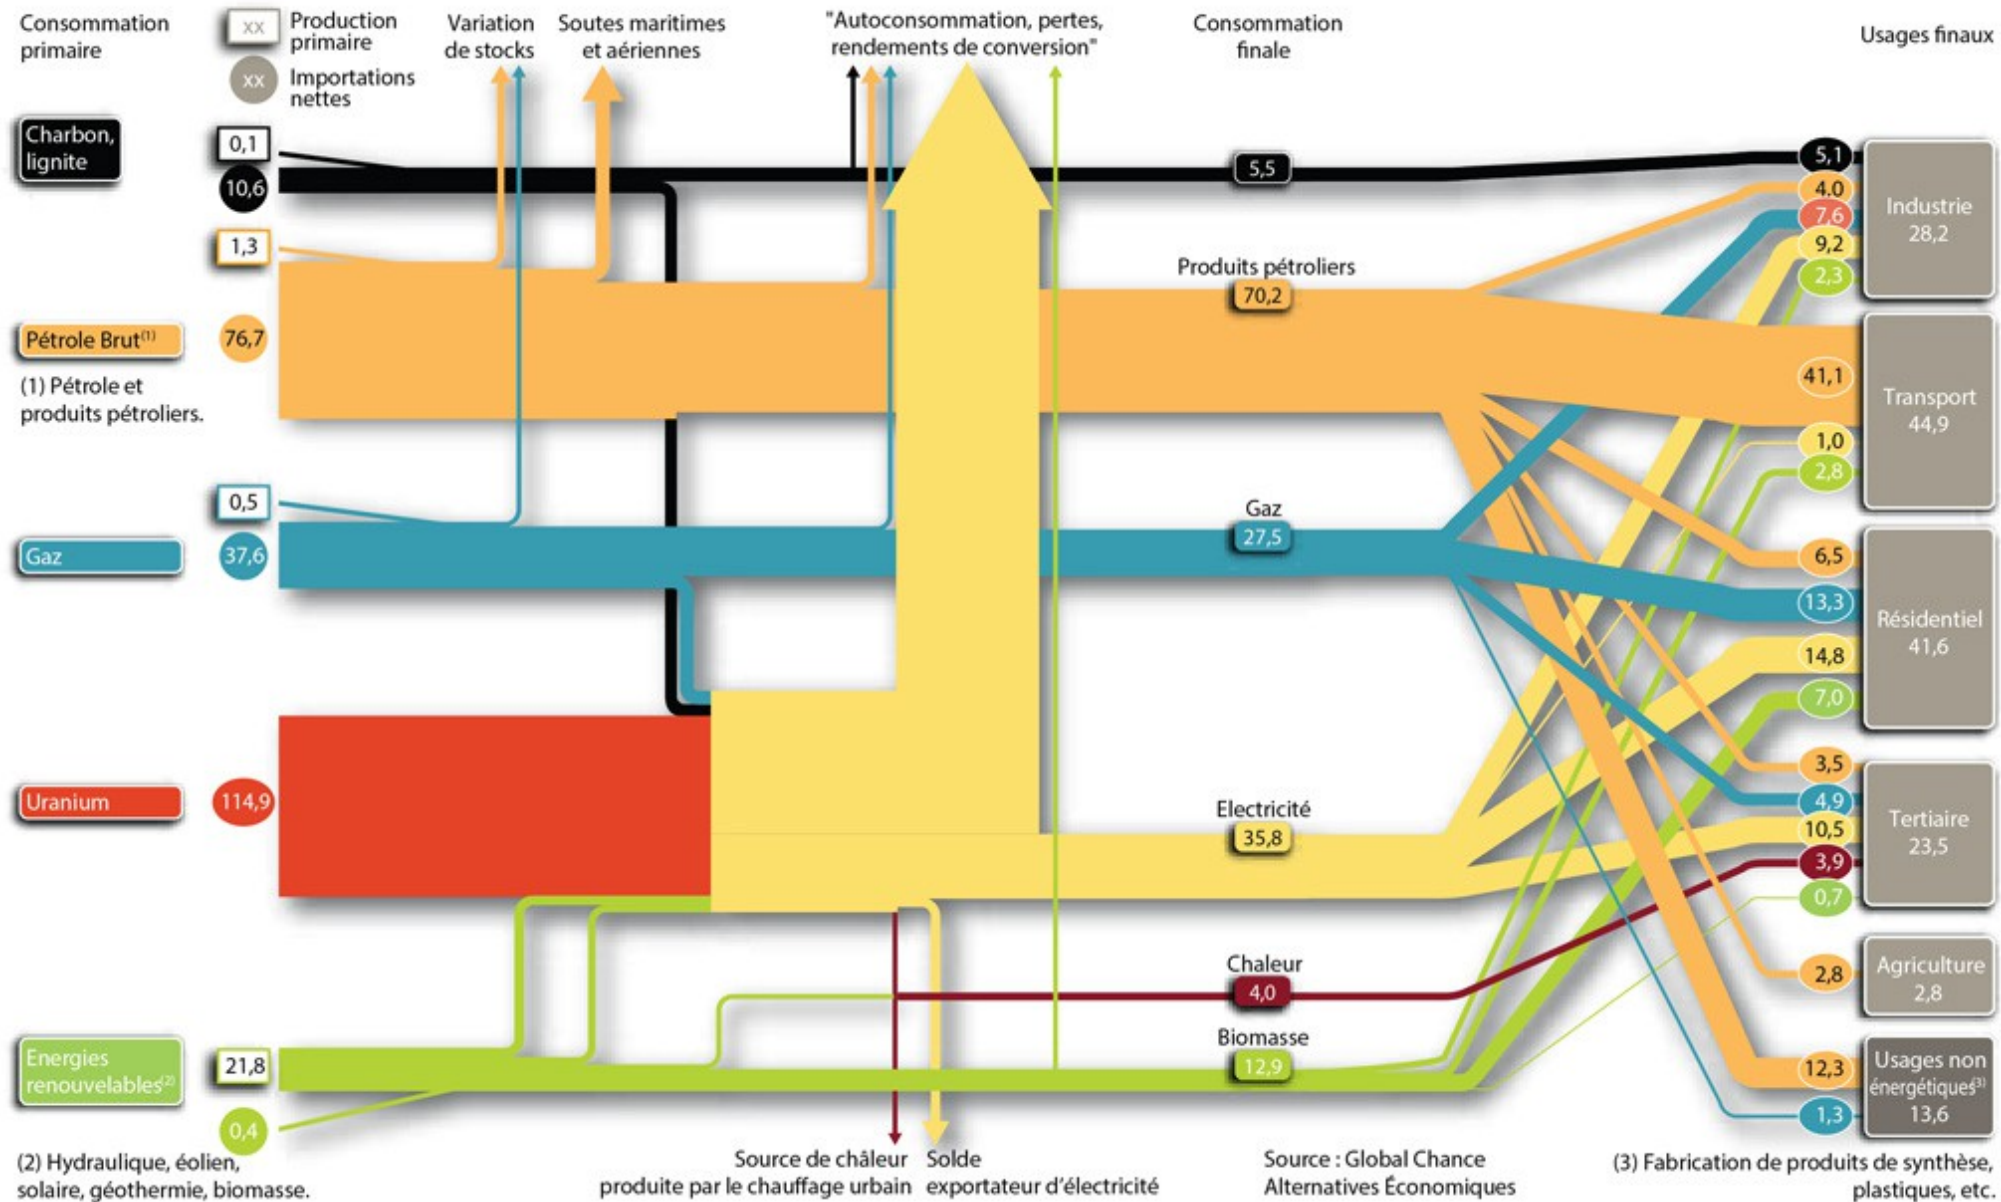 Consommation
primaire
xx
Production
primaire
xx
Importations
nettes
Variation
de stocks
Soutes maritimes
et aériennes
"Autoconsommation, pertes,
rendements de conversion"
Consommation
finale
Usages finaux
Charbon,
lignite
0,1
10,6
5,5
5,1
4.0
7,6
9,2
2,3
Industrie
28,2
1,3
Pétrole Brut(1)
76,7
(1) Pétrole et
produits pétroliers.
Produits pétroliers
70,2
41,1
1,0
2,8
Transport
44,9
0,5
Gaz
37,6
Gaz
27,5
6,5
13,3
14,8
7,0
Résidentiel
41,6
Uranium
114,9
Electricité
35,8
3,5
4,9
10,5
3,9
0,7
Tertiaire
23,5
Chaleur
4,0
2,8
Agriculture
2,8
Energies
renouvelables(2)
21,8
0,4
Biomasse
12,9
12,3
1,3
Usages non
énergétiques(3)
13,6
(2) Hydraulique, éolien,
solaire, géothermie, biomasse.
Source de châleur
produite par le chauffage urbain
Solde
exportateur d'électricité
Source : Global Chance
Alternatives Économiques
(3) Fabrication de produits de synthèse,
plastiques, etc.